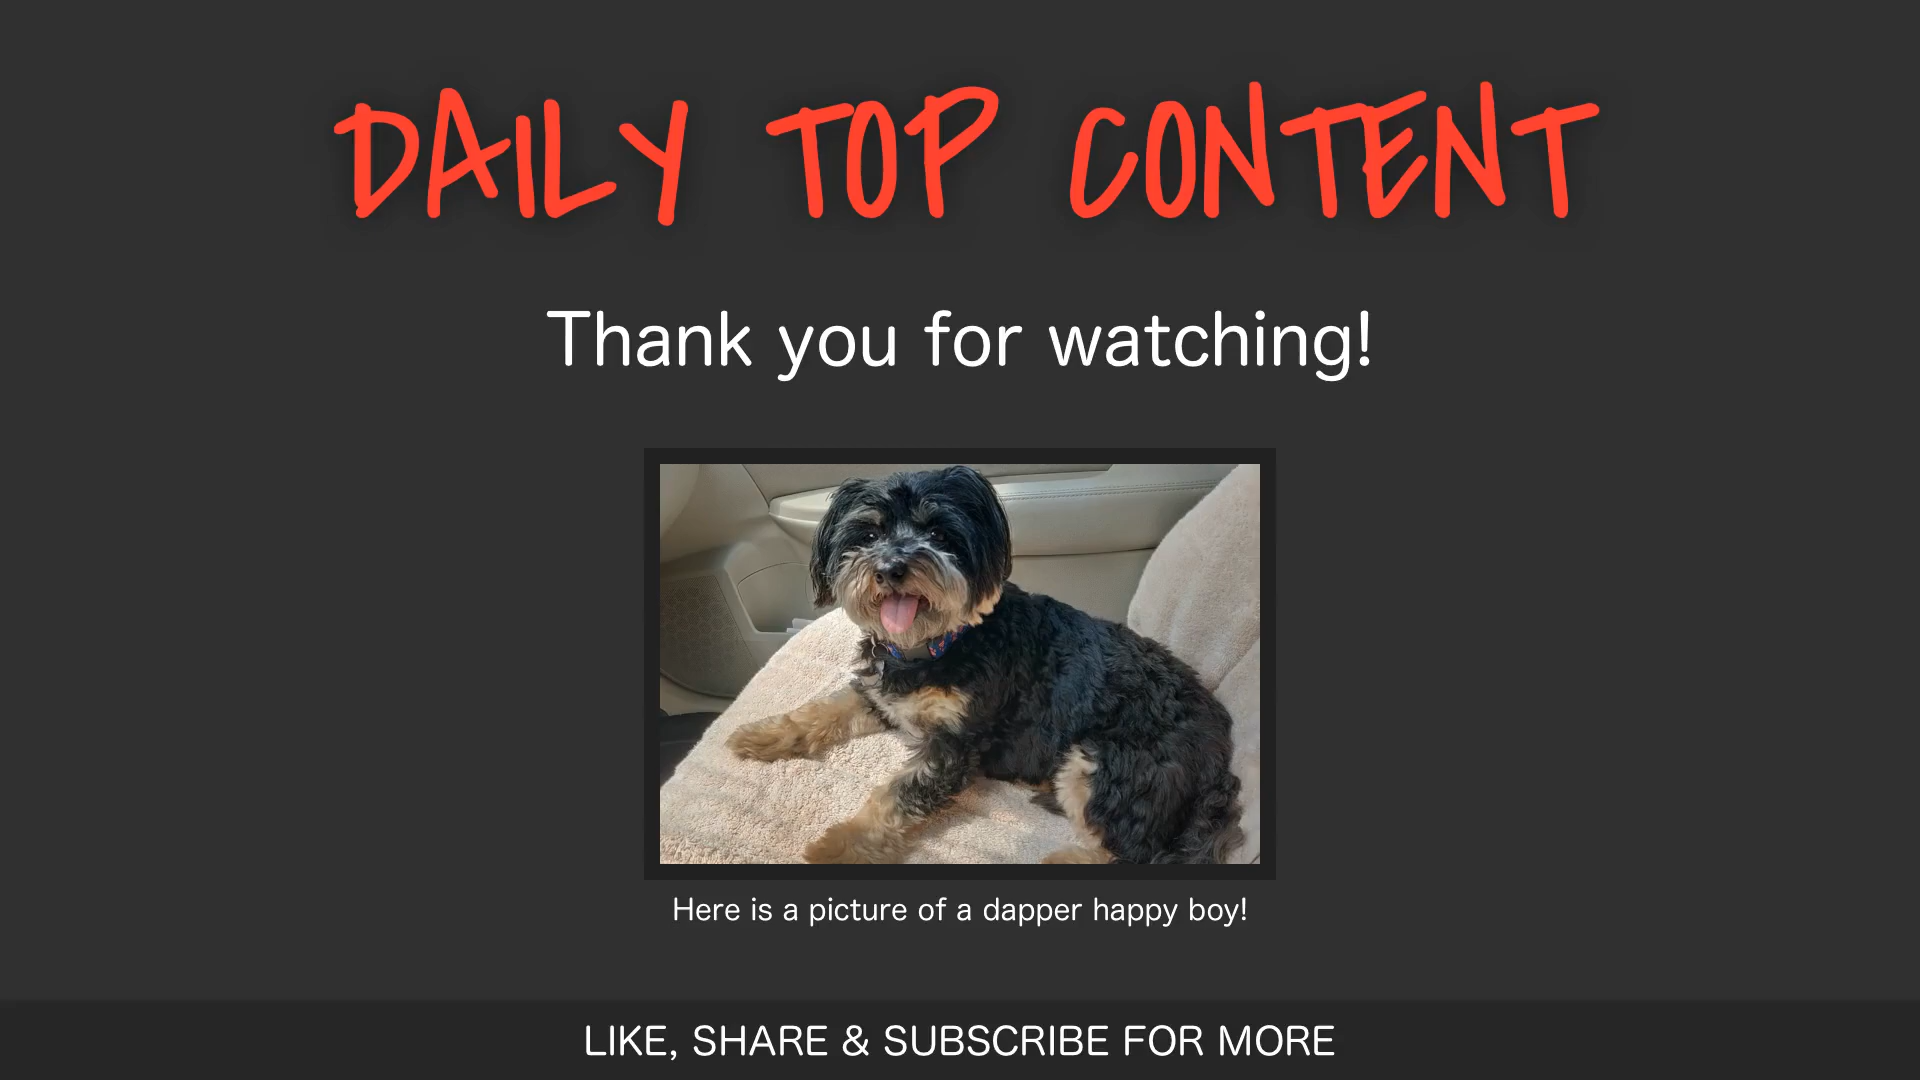 DAILY TOP CONTENT
Thank you for watching!
Here is a picture of a dapper happy boy!
LIKE, SHARE & SUBSCRIBE FOR MORE